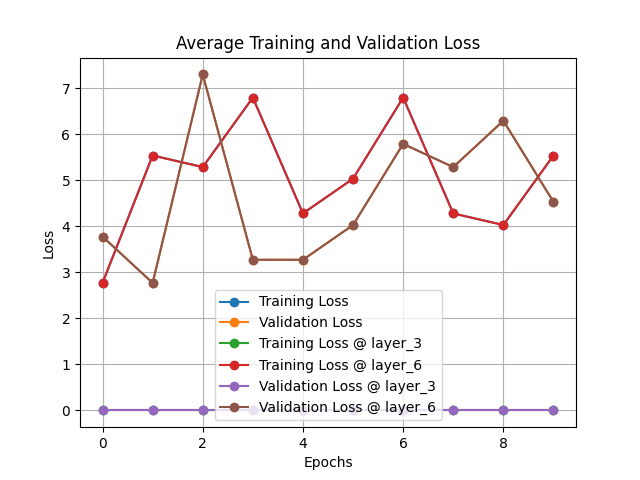 Average Training and Validation Loss
Loss
7
6
5
4
3
2
1
0
Training Loss
Validation Loss
Training Loss @ layer_3
Training Loss @ layer_6
Validation Loss @ layer_3
Validation Loss @ layer_6
0 2 4 6 8
Epochs